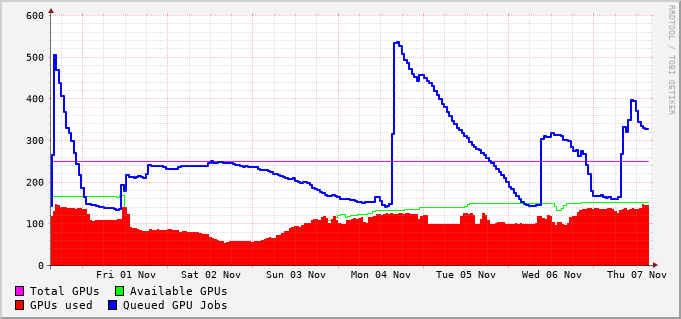 600
500
400
300
200
100
0
Fri 01 Nov Sat 02 Nov Sun 03 Nov Mon 04 Nov Tue 05 Nov Wed 06 Nov Thu 07 Nov
Total GPUs Available GPUs
GPUs used Queued GPU Jobs
RRDTOOL / TOBI OETIKER